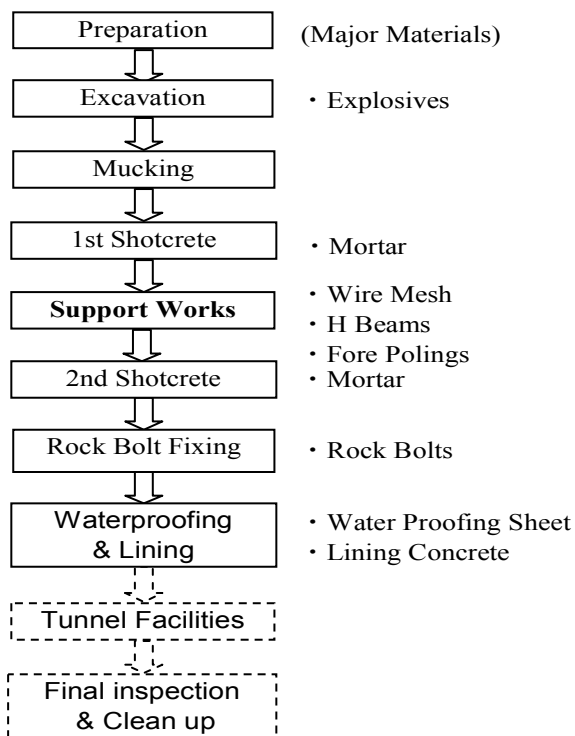 Preparation (Major Materials)
Excavation ・Explosives
Mucking
1st Shotcrete ・Mortar
Support Works ・Wire Mesh
・H Beams
・Fore Polings
2nd Shotcrete ・Mortar
Rock Bolt Fixing ・Rock Bolts
Waterproofing ・Water Proofing Sheet
& Lining ・Lining Concrete
Tunnel Facilities
Final inspection
& Clean up